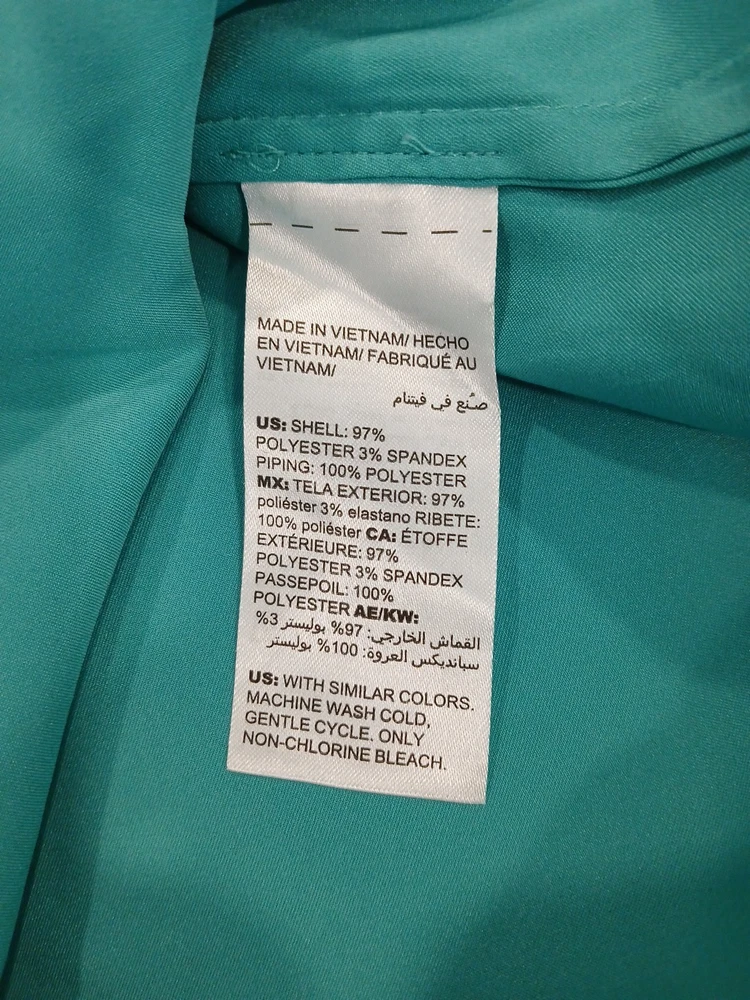 MADE IN VIETNAM/ HECHO
EN VIETNAM/ FABRIQUÉ AU
VIETNAM/
صُنع في فيتنام
US: SHELL: 97%
POLYESTER 3% SPANDEX
PIPING: 100% POLYESTER
MX: TELA EXTERIOR: 97%
poliéster 3% elastano RIBETE:
100% poliéster CA: ÉTOFFE
EXTÉRIEURE: 97%
POLYESTER 3% SPANDEX
PASSEPOIL: 100%
POLYESTER AE/KW:
القماش الخارجي: 97% بوليستر 3%
سبانديكس العروة: 100% بوليستر
US: WITH SIMILAR COLORS.
MACHINE WASH COLD,
GENTLE CYCLE. ONLY
NON-CHLORINE BLEACH.